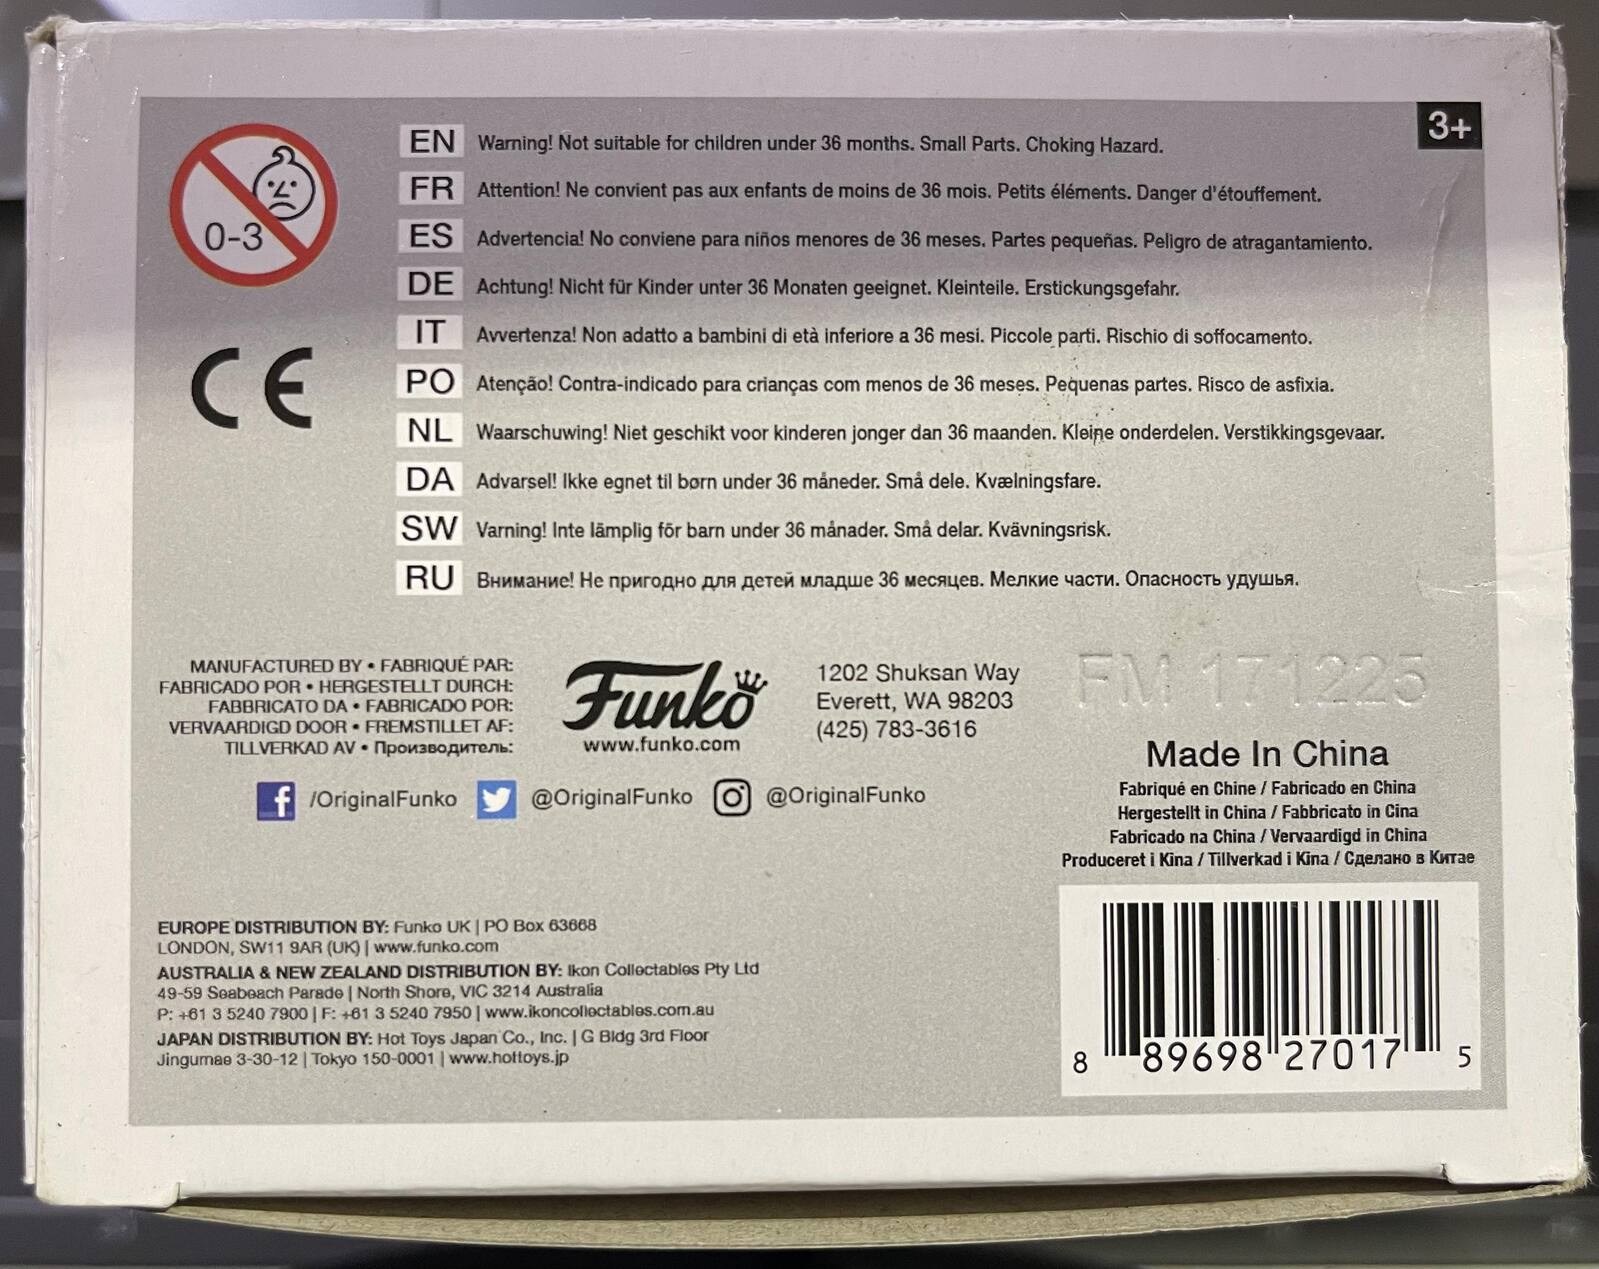 3+
0-3
EN Warning! Not suitable for children under 36 months. Small Parts. Choking Hazard.
FR Attention! Ne convient pas aux enfants de moins de 36 mois. Petits éléments. Danger d'étouffement.
ES Advertencia! No conviene para niños menores de 36 meses. Partes pequeñas. Peligro de atragantamiento.
DE Achtung! Nicht für Kinder unter 36 Monaten geeignet. Kleinteile. Erstickungsgefahr.
IT Avvertenza! Non adatto a bambini di età inferiore a 36 mesi. Piccole parti. Rischio di soffocamento.
CE
PO Atenção! Contra-indicado para crianças com menos de 36 meses. Pequenas partes. Risco de asfixia.
NL Waarschuwing! Niet geschikt voor kinderen jonger dan 36 maanden. Kleine onderdelen. Verstikkingsgevaar.
DA Advarsel! Ikke egnet til børn under 36 måneder. Små dele. Kvælningsfare.
SW Varning! Inte lämplig för barn under 36 månader. Små delar. Kvävningsrisk.
RU Внимание! Не пригодно для детей младше 36 месяцев. Мелкие части. Опасность удушья.
MANUFACTURED BY • FABRIQUÉ PAR:
FABRICADO POR • HERGESTELLT DURCH:
FABBRICATO DA • FABRICADO POR:
VERVAARDIGD DOOR • FREMSTILLET AF:
TILLVERKAD AV • Производитель:
Funko
www.funko.com
1202 Shuksan Way
Everett, WA 98203
(425) 783-3616
FM 171225
/OriginalFunko @OriginalFunko @OriginalFunko
Made In China
Fabriqué en Chine / Fabricado en China
Hergestellt in China / Fabbricato in Cina
Fabricado na China / Vervaardigd in China
Produceret i Kina / Tillverkad i Kina / Сделано в Китае
EUROPE DISTRIBUTION BY: Funko UK | PO Box 63668
LONDON, SW11 9AR (UK) | www.funko.com
AUSTRALIA & NEW ZEALAND DISTRIBUTION BY: Ikon Collectables Pty Ltd
49-59 Seabeach Parade | North Shore, VIC 3214 Australia
P: +61 3 5240 7900 | F: +61 3 5240 7950 | www.ikoncollectables.com.au
JAPAN DISTRIBUTION BY: Hot Toys Japan Co., Inc. | G Bldg 3rd Floor
Jingumae 3-30-12 | Tokyo 150-0001 | www.hottoys.jp
8 89698 27017 5